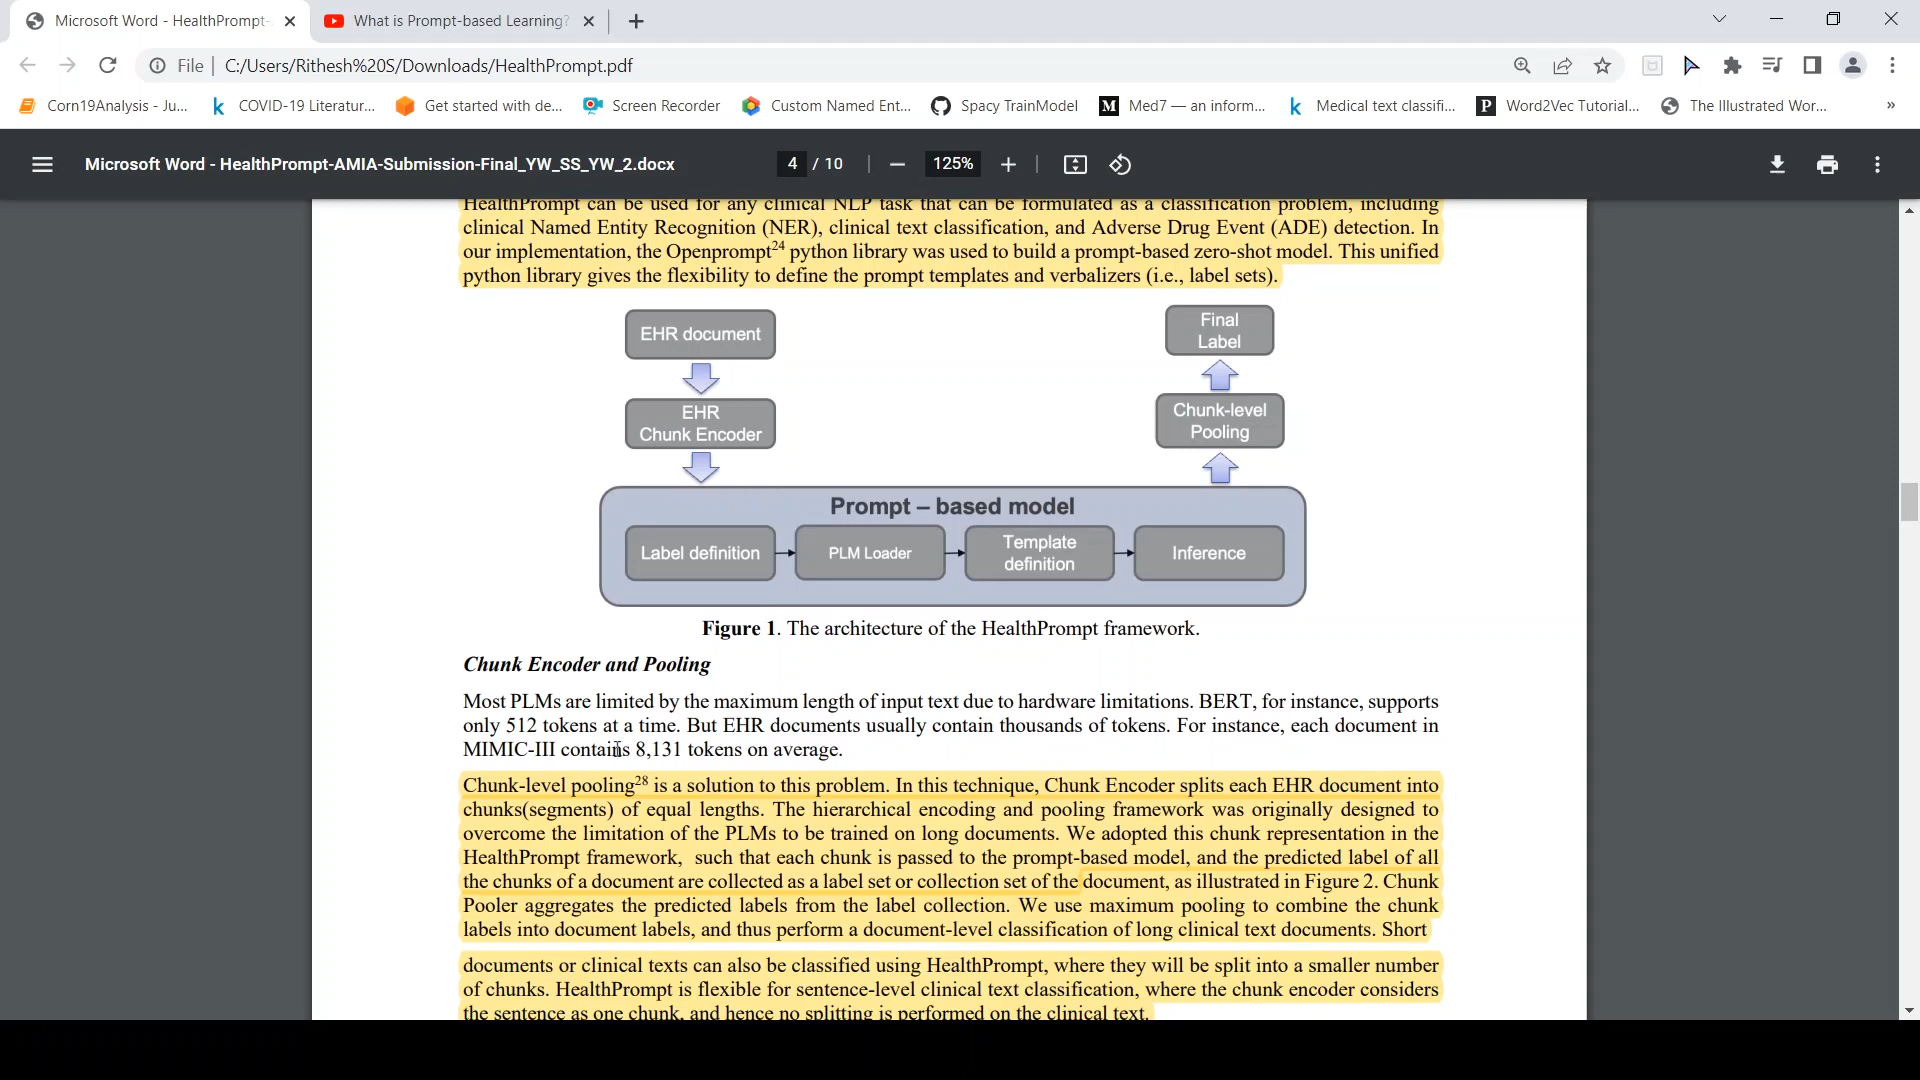 Microsoft Word - HealthPrompt-
What is Prompt-based Learning?
File
C:/Users/Rithesh%20S/Downloads/HealthPrompt.pdf
Corn19Analysis - Ju...
COVID-19 Literatur...
Get started with de...
Screen Recorder
Custom Named Ent...
Spacy TrainModel
Med7 — an inform...
Medical text classifi...
Word2Vec Tutorial...
The Illustrated Wor...
»
Microsoft Word - HealthPrompt-AMIA-Submission-Final_YW_SS_YW_2.docx
4 / 10
125%
HealthPrompt can be used for any clinical NLP task that can be formulated as a classification problem, including
clinical Named Entity Recognition (NER), clinical text classification, and Adverse Drug Event (ADE) detection. In
our implementation, the Openprompt24 python library was used to build a prompt-based zero-shot model. This unified
python library gives the flexibility to define the prompt templates and verbalizers (i.e., label sets).
EHR document
Final
Label
EHR
Chunk Encoder
Chunk-level
Pooling
Prompt – based model
Label definition
PLM Loader
Template
definition
Inference
Figure 1. The architecture of the HealthPrompt framework.
Chunk Encoder and Pooling
Most PLMs are limited by the maximum length of input text due to hardware limitations. BERT, for instance, supports
only 512 tokens at a time. But EHR documents usually contain thousands of tokens. For instance, each document in
MIMIC-III contains 8,131 tokens on average.
Chunk-level pooling28 is a solution to this problem. In this technique, Chunk Encoder splits each EHR document into
chunks(segments) of equal lengths. The hierarchical encoding and pooling framework was originally designed to
overcome the limitation of the PLMs to be trained on long documents. We adopted this chunk representation in the
HealthPrompt framework, such that each chunk is passed to the prompt-based model, and the predicted label of all
the chunks of a document are collected as a label set or collection set of the document, as illustrated in Figure 2. Chunk
Pooler aggregates the predicted labels from the label collection. We use maximum pooling to combine the chunk
labels into document labels, and thus perform a document-level classification of long clinical text documents. Short
documents or clinical texts can also be classified using HealthPrompt, where they will be split into a smaller number
of chunks. HealthPrompt is flexible for sentence-level clinical text classification, where the chunk encoder considers
the sentence as one chunk, and hence no splitting is performed on the clinical text.